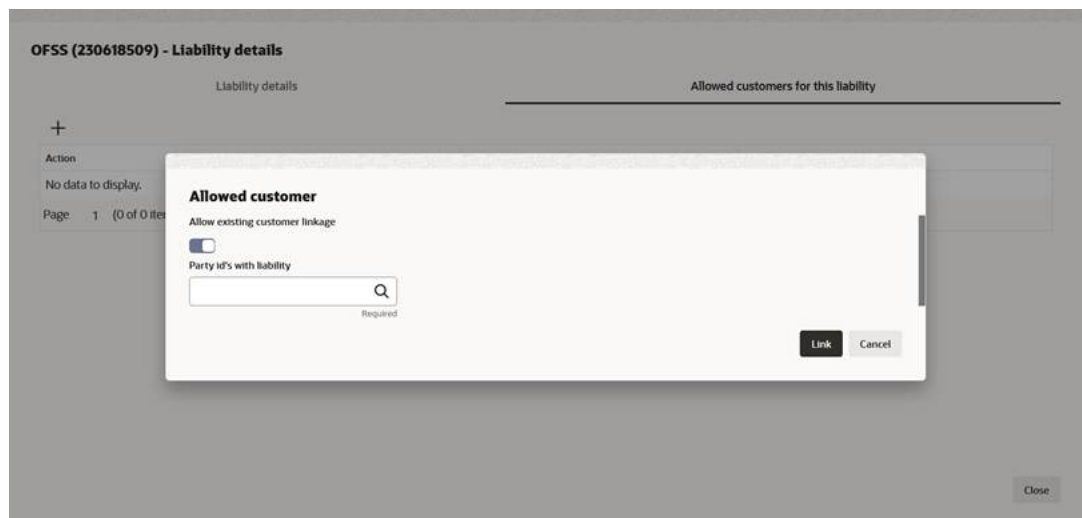 OFSS (230618509) - Liability details
Liability details
Allowed customers for this liability
Action
No data to display.
Page 1 (0 of 0 iter
Allowed customer
Allow existing customer linkage
Party id's with liability
Required
Link Cancel
Close